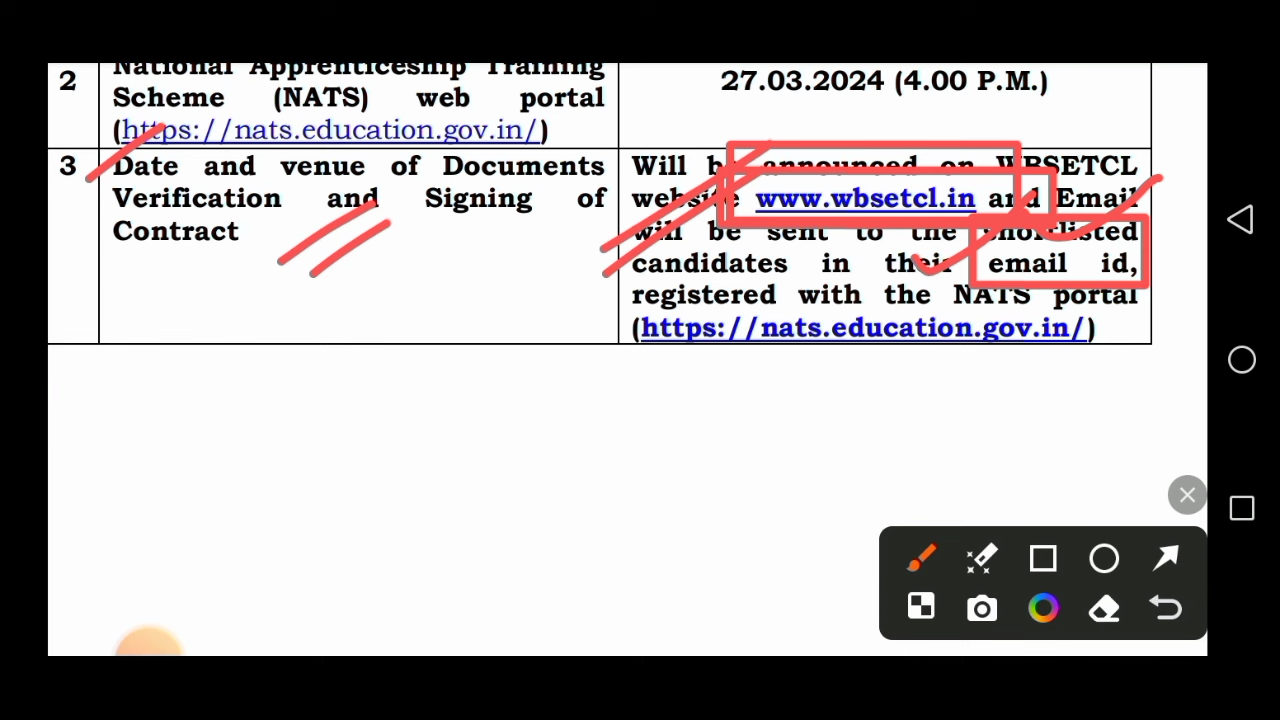 2
National Apprenticeship Training
Scheme (NATS) web portal
(https://nats.education.gov.in/)
27.03.2024 (4.00 P.M.)
3
Date and venue of Documents
Verification and Signing of
Contract
Will be announced on WBSETCL
website www.wbsetcl.in and Email
will be sent to the shortlisted
candidates in their email id,
registered with the NATS portal
(https://nats.education.gov.in/)